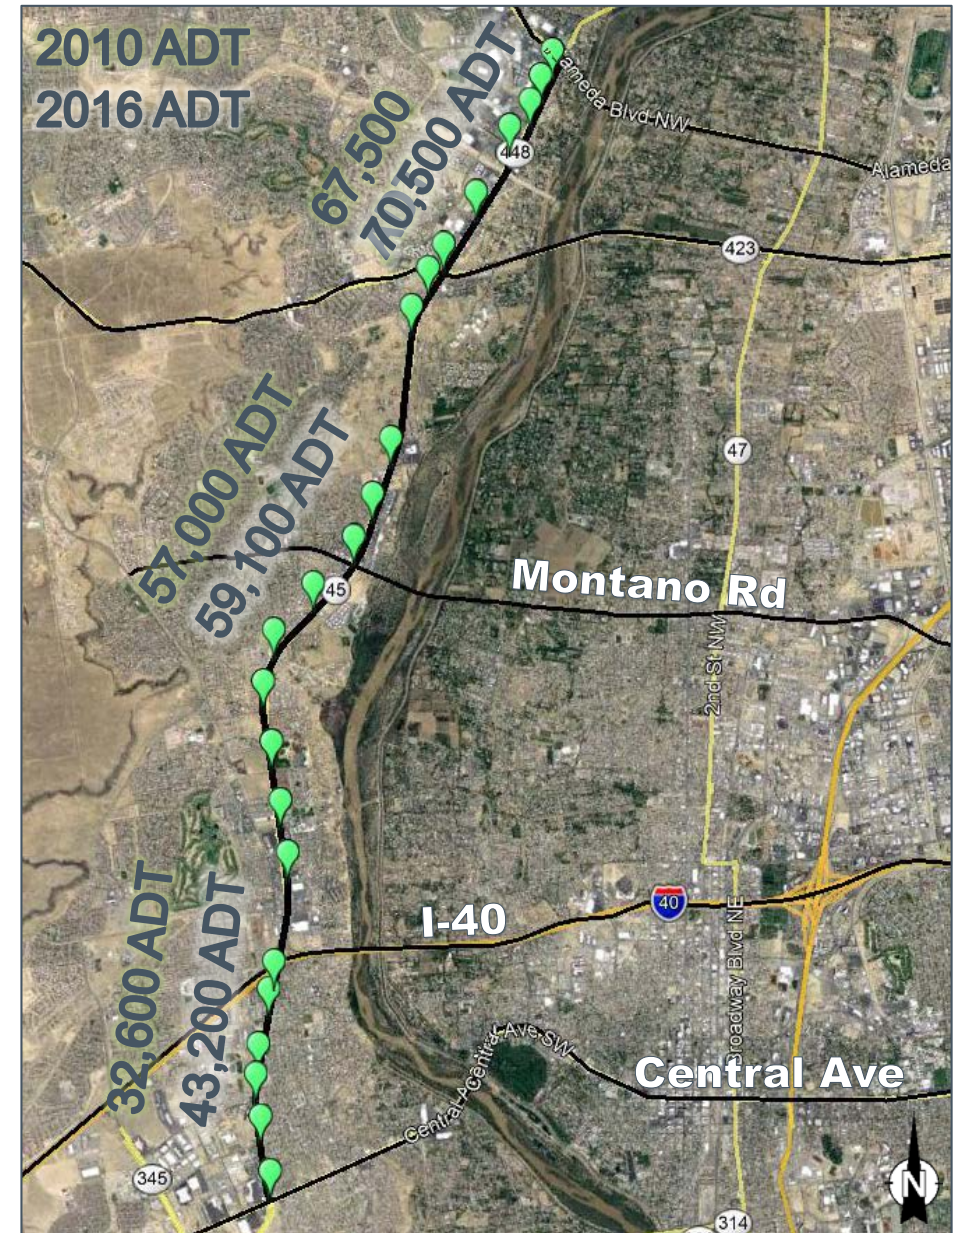 2010 ADT
2016 ADT
67,500
70,500 ADT
Alameda Blvd NW
Alameda
448
423
57,000 ADT
59,100 ADT
47
45
Montano Rd
2nd St NW
32,600 ADT
43,200 ADT
I-40
40
Broadway Blvd NE
Central Ave SW
Central A
Central Ave
345
N
314